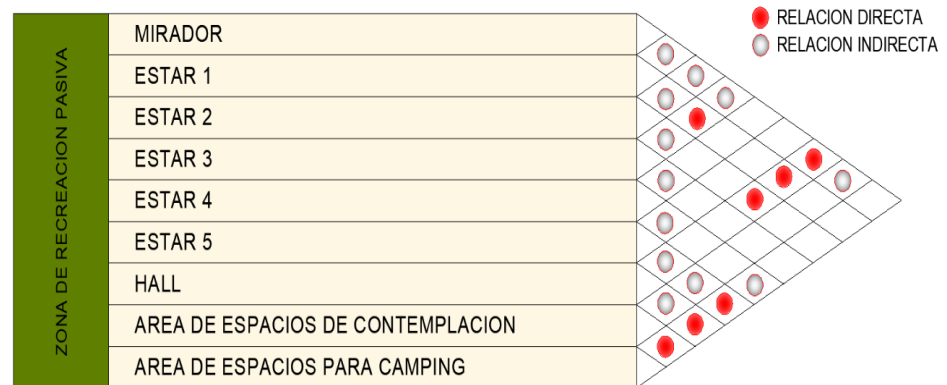 RELACION DIRECTA
RELACION INDIRECTA
ZONA DE RECREACION PASIVA
MIRADOR
ESTAR 1
ESTAR 2
ESTAR 3
ESTAR 4
ESTAR 5
HALL
AREA DE ESPACIOS DE CONTEMPLACION
AREA DE ESPACIOS PARA CAMPING